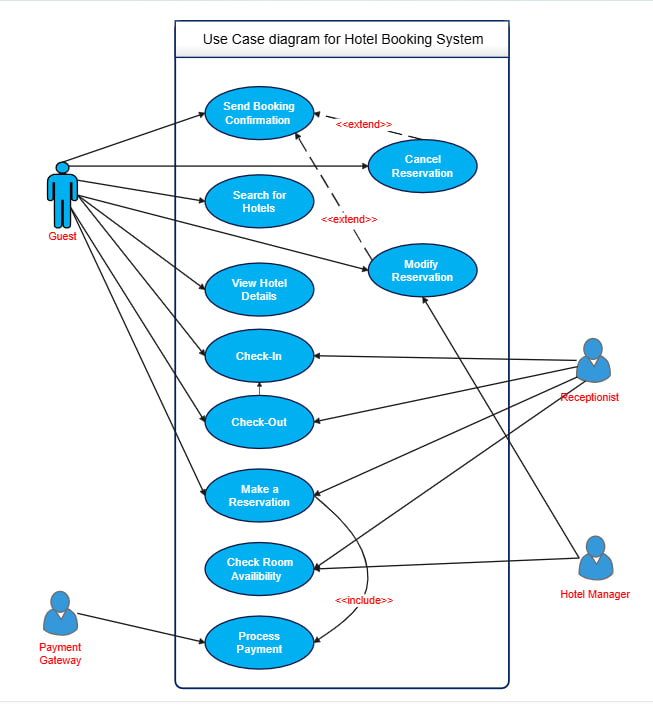 Use Case diagram for Hotel Booking System
Send Booking
Confirmation
<<extend>>
Cancel
Reservation
Search for
Hotels
<<extend>>
Guest
Modify
Reservation
View Hotel
Details
Check-In
Receptionist
Check-Out
Make a
Reservation
Check Room
Availibility
Hotel Manager
<<include>>
Process
Payment
Payment
Gateway